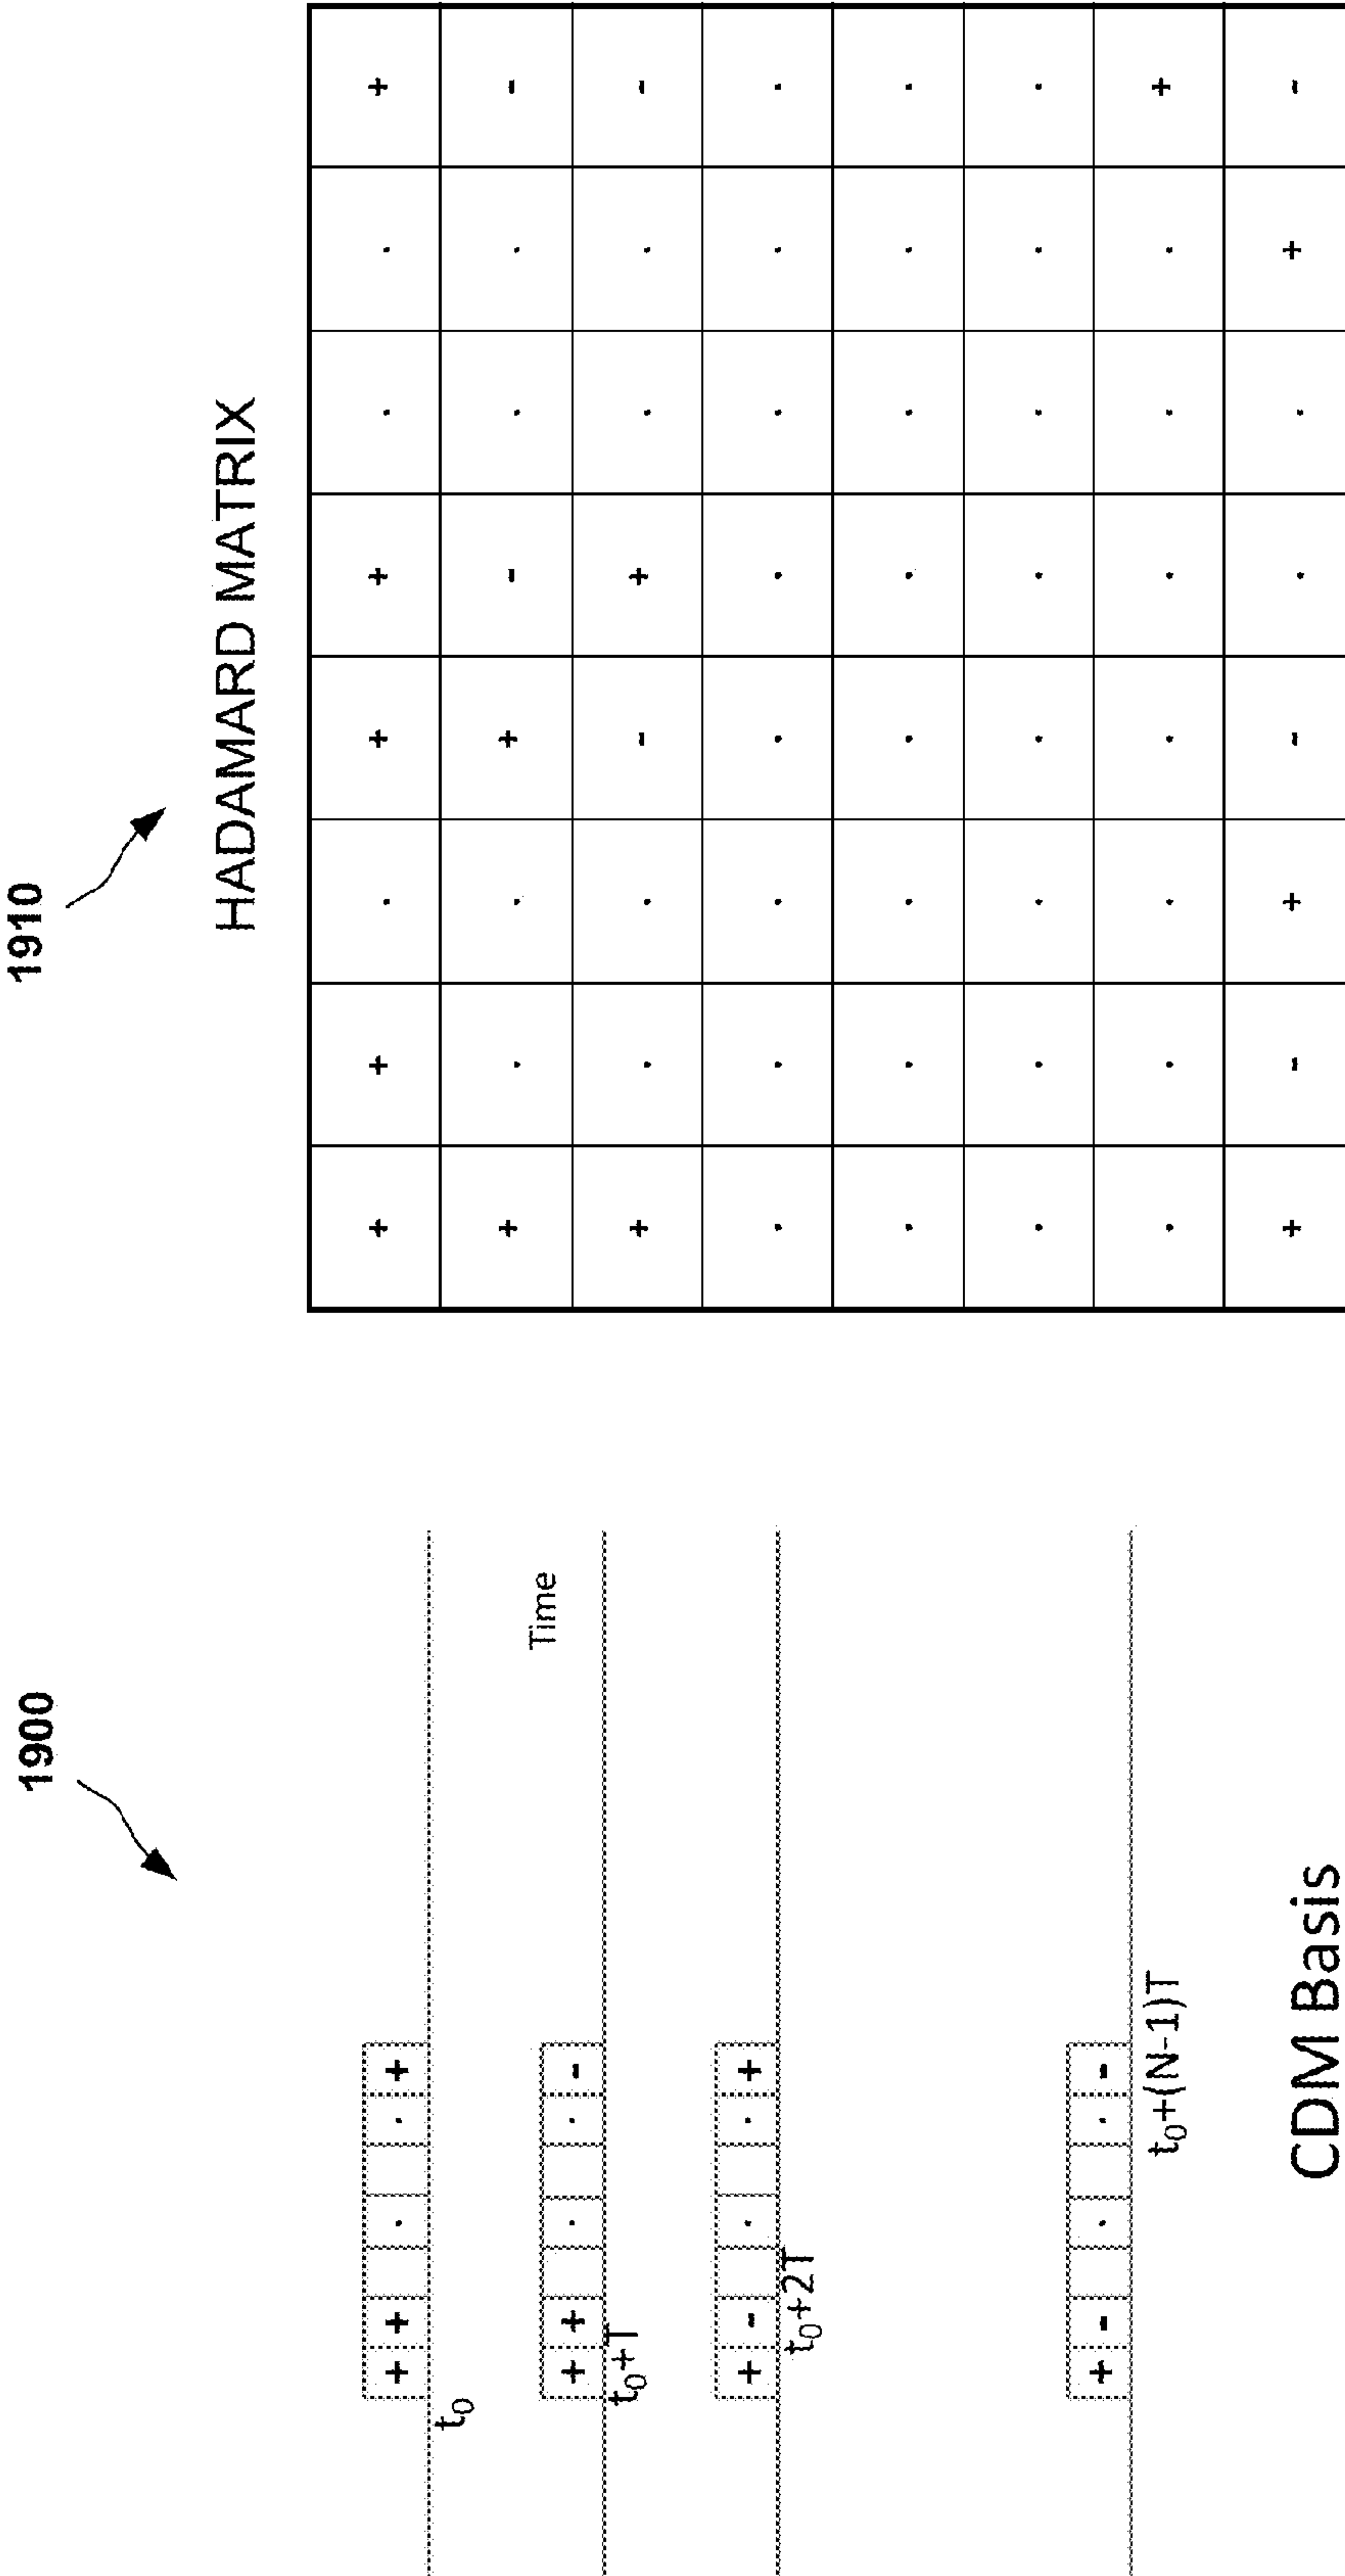 1900
+ + . . +
t₀
Time
+ + . . -
t₀+T
+ - . . +
t₀+2T
+ - . . -
t₀+(N-1)T
CDM Basis
1910
HADAMARD MATRIX
+ + . + + . . +
+ . . + - . . -
+ . . - + . . -
. . . . . . . .
. . . . . . . .
. . . . . . . .
. . . . . . . +
+ - + - . . + -